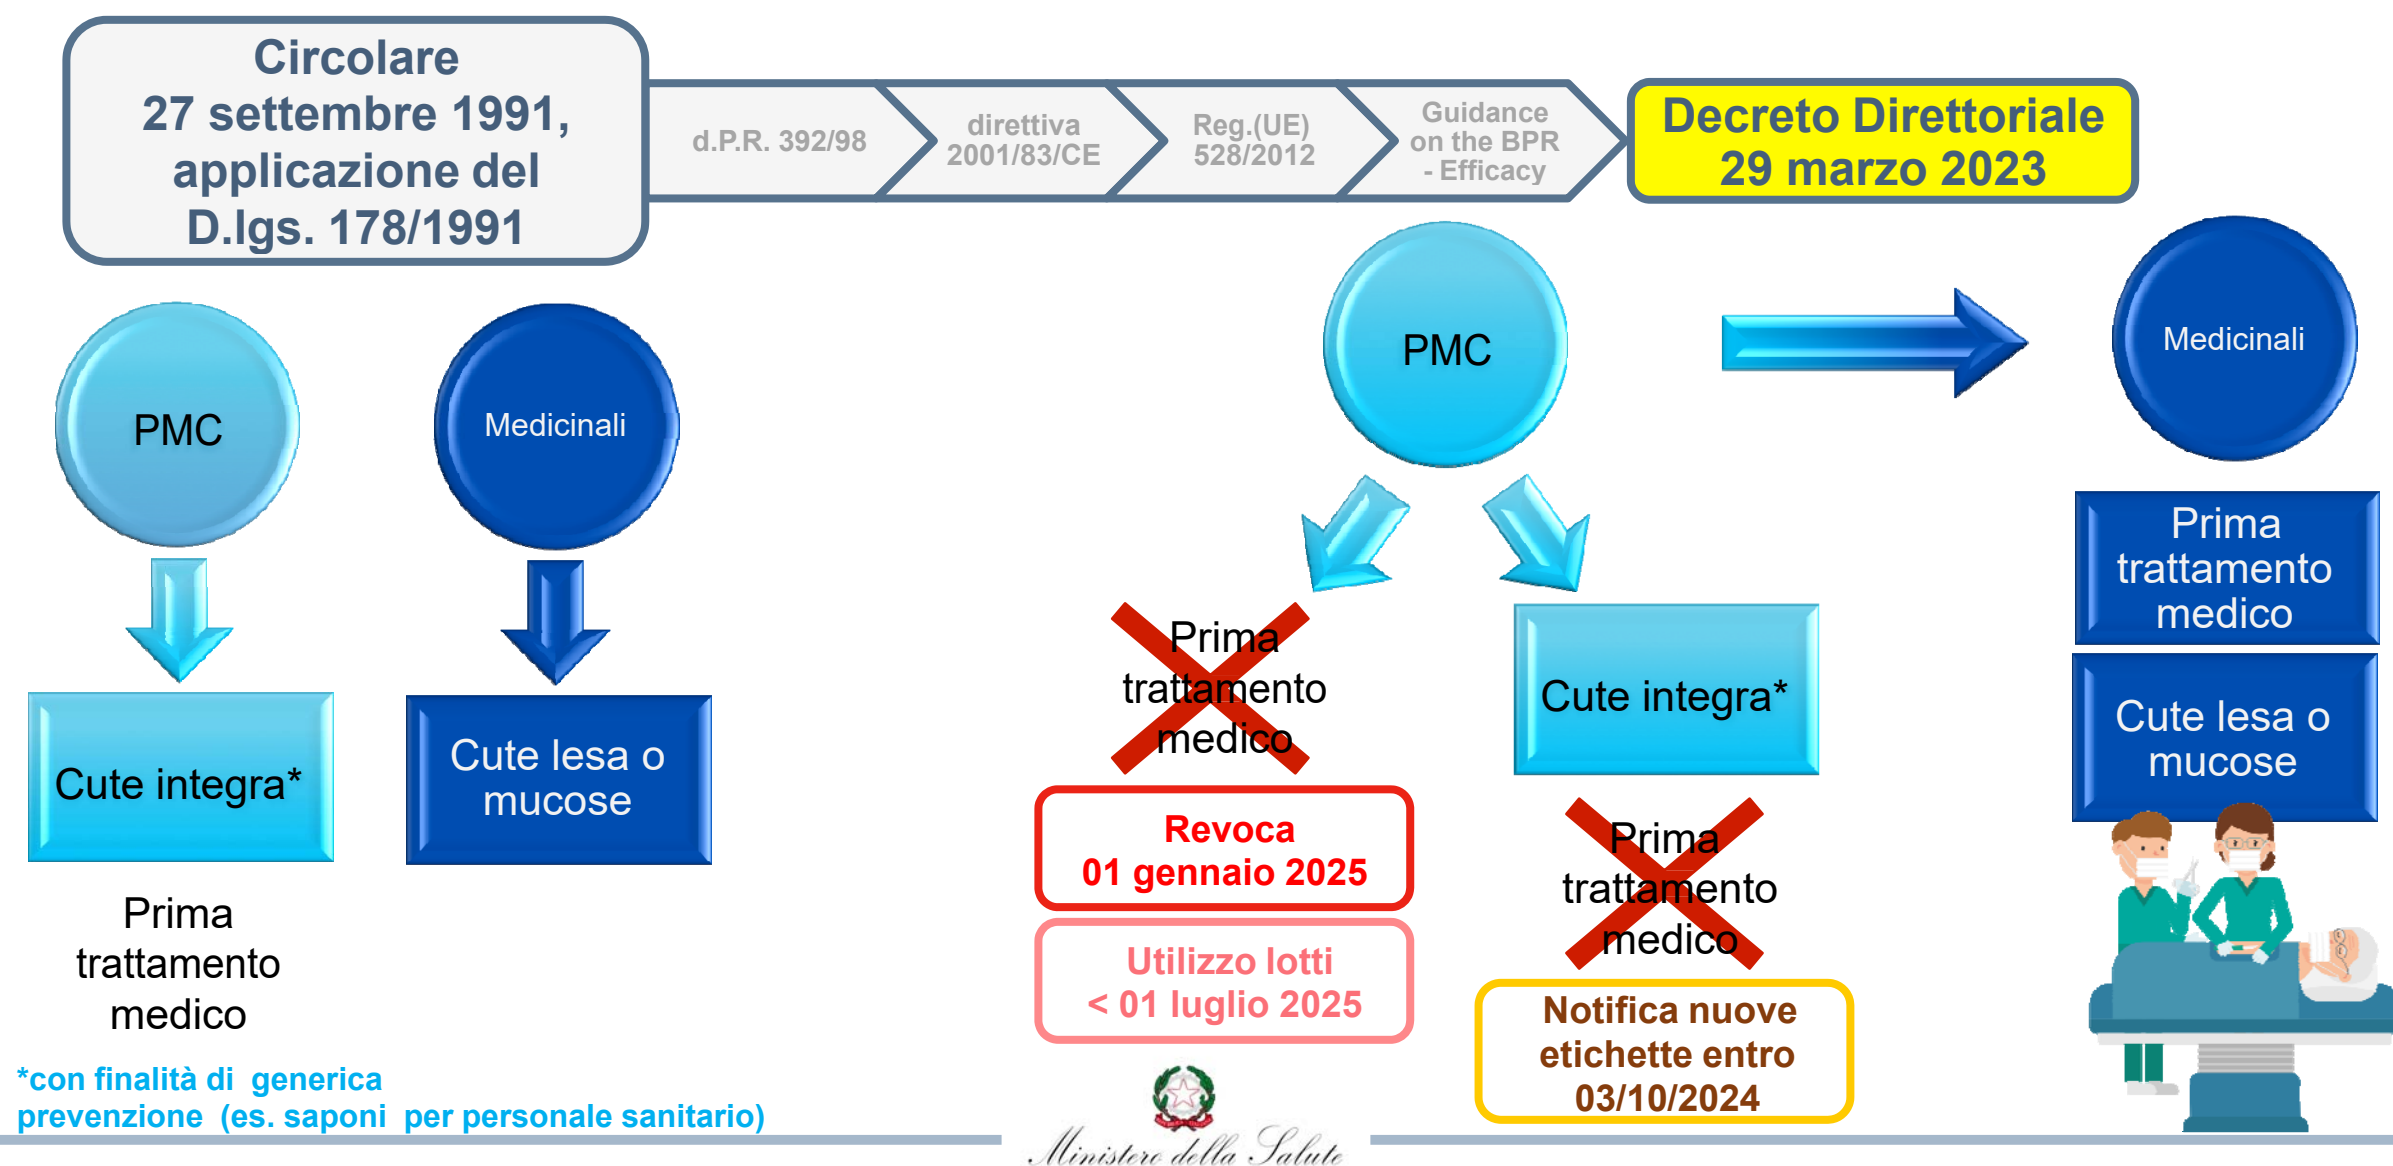 Circolare
27 settembre 1991,
applicazione del
D.lgs. 178/1991
d.P.R. 392/98
direttiva
2001/83/CE
Reg.(UE)
528/2012
Guidance
on the BPR
- Efficacy
Decreto Direttoriale
29 marzo 2023
PMC
Medicinali
Cute integra*
Cute lesa o
mucose
Prima
trattamento
medico
*con finalità di generica
prevenzione (es. saponi per personale sanitario)
PMC
Prima
trattamento
medico
Revoca
01 gennaio 2025
Utilizzo lotti
< 01 luglio 2025
Cute integra*
Prima
trattamento
medico
Notifica nuove
etichette entro
03/10/2024
Medicinali
Prima
trattamento
medico
Cute lesa o
mucose
Ministero della Salute